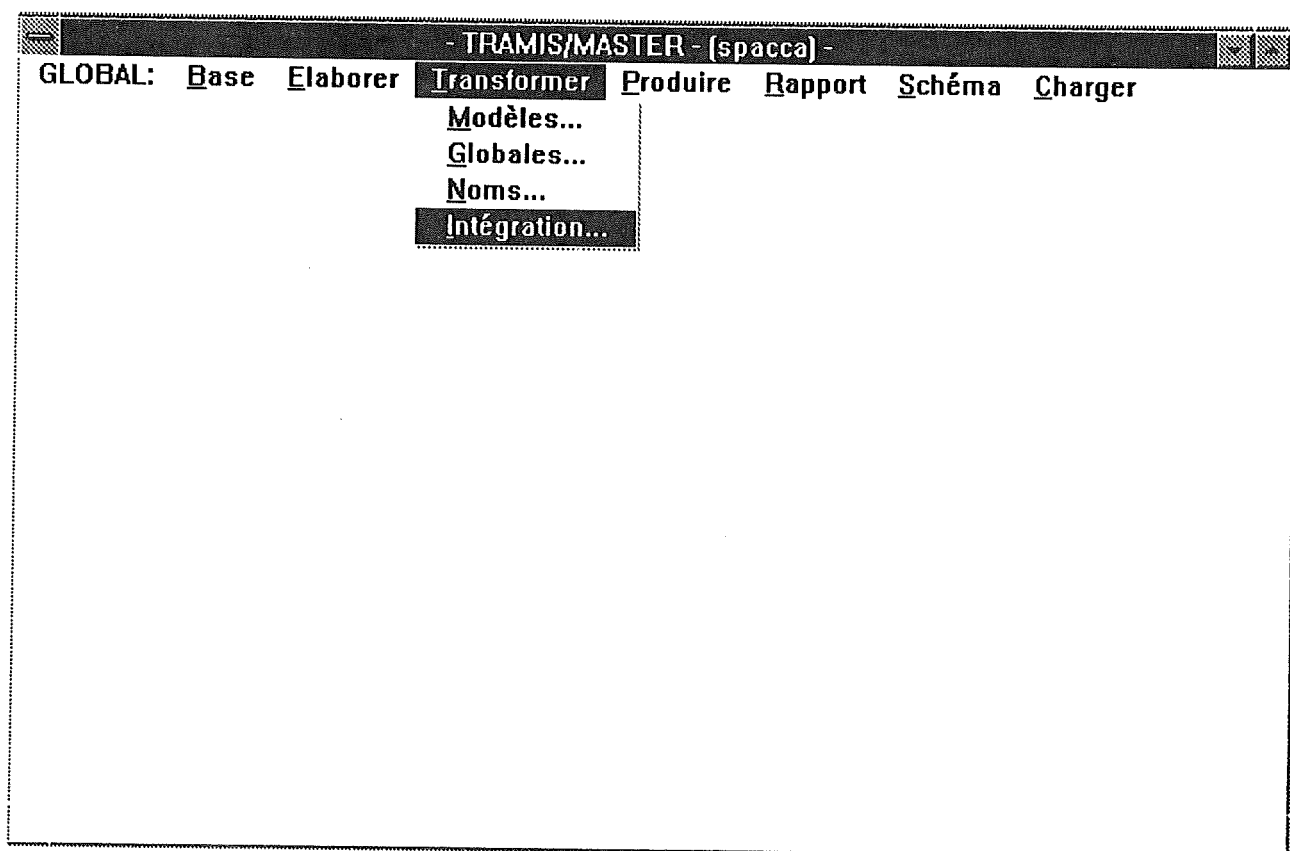 - TRAMIS/MASTER - (spacca) -
GLOBAL: Base Elaborer Transformer Produire Rapport Schéma Charger
Modèles...
Globales...
Noms...
Intégration...